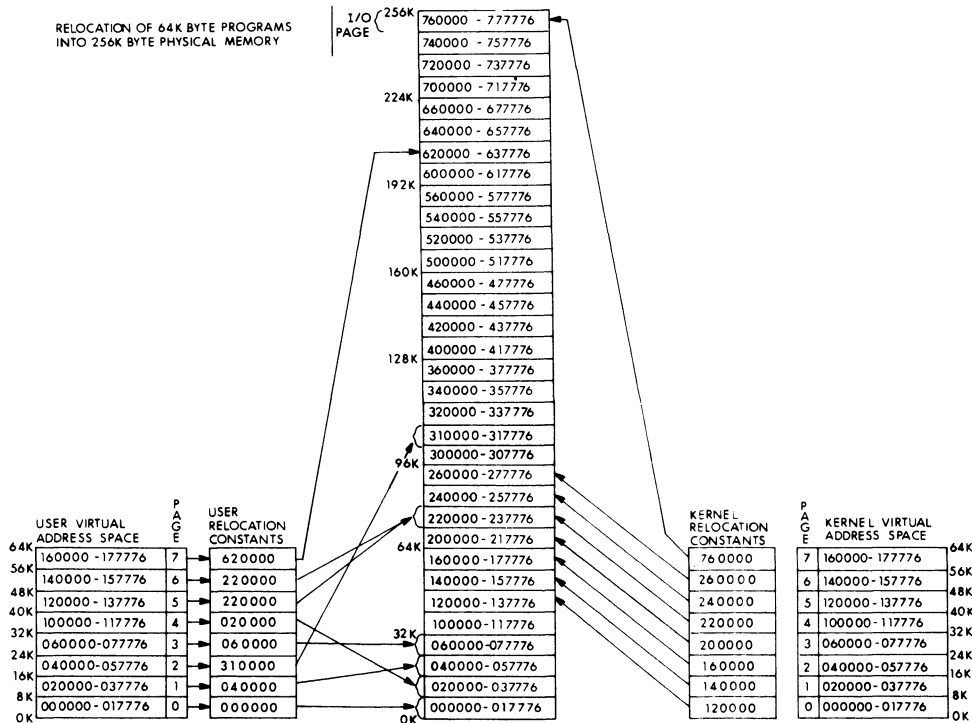 RELOCATION OF 64K BYTE PROGRAMS
INTO 256K BYTE PHYSICAL MEMORY
I/O
PAGE
256K
760000 - 777776
740000 - 757776
720000 - 737776
700000 - 717776
224K
660000 - 677776
640000 - 657776
620000 - 637776
600000 - 617776
192K
560000 - 577776
540000 - 557776
520000 - 537776
500000 - 517776
160K
460000 - 477776
440000 - 457776
420000 - 437776
400000 - 417776
128K
360000 - 377776
340000 - 357776
320000 - 337776
310000 - 317776
300000 - 307776
96K
260000 - 277776
240000 - 257776
220000 - 237776
200000 - 217776
64K
160000 - 177776
140000 - 157776
120000 - 137776
100000 - 117776
32K
060000 - 077776
040000 - 057776
020000 - 037776
000000 - 017776
0K
USER VIRTUAL
ADDRESS SPACE
PAGE
USER
RELOCATION
CONSTANTS
64K
160000 - 177776 7 620000
56K
140000 - 157776 6 220000
48K
120000 - 137776 5 220000
40K
100000 - 117776 4 020000
32K
060000 - 077776 3 060000
24K
040000 - 057776 2 310000
16K
020000 - 037776 1 040000
8K
000000 - 017776 0 000000
0K
KERNEL
RELOCATION
CONSTANTS
PAGE
KERNEL VIRTUAL
ADDRESS SPACE
64K
760000 7 160000 - 177776
56K
260000 6 140000 - 157776
48K
240000 5 120000 - 137776
40K
220000 4 100000 - 117776
32K
200000 3 060000 - 077776
24K
160000 2 040000 - 057776
16K
140000 1 020000 - 037776
8K
120000 0 000000 - 017776
0K